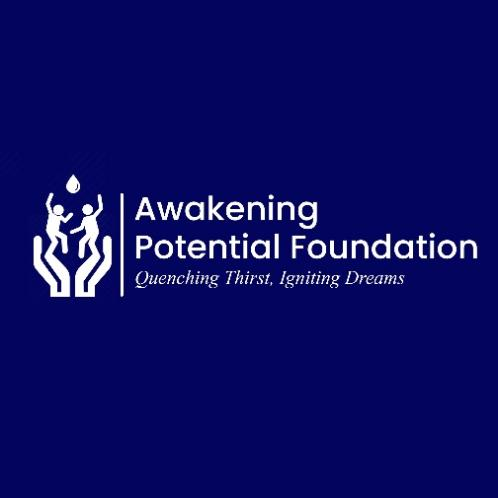 Awakening
Potential Foundation
Quenching Thirst, Igniting Dreams